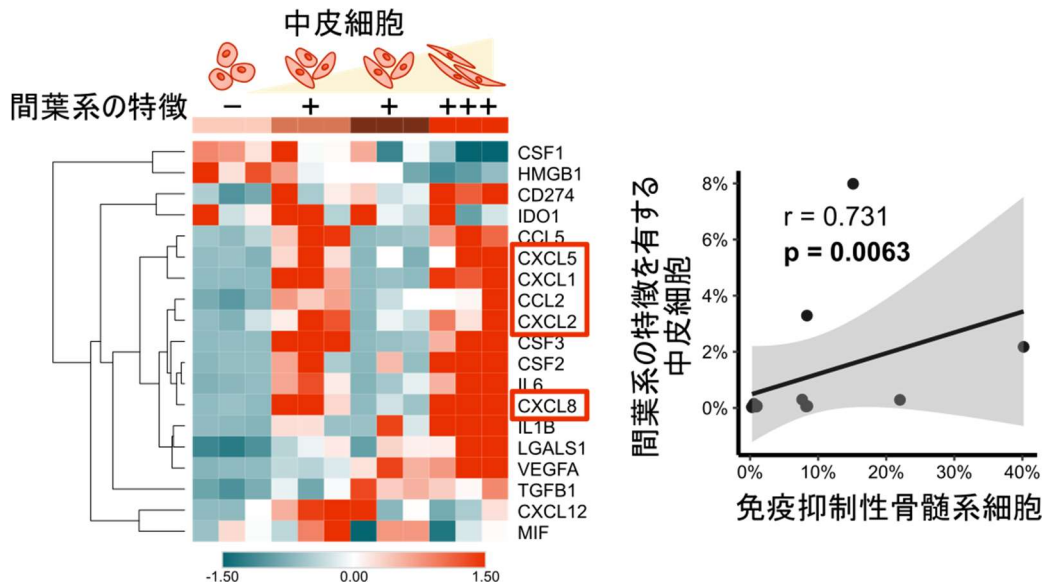 中皮細胞
間葉系の特徴 − + + +++
CSF1
HMGB1
CD274
IDO1
CCL5
CXCL5
CXCL1
CCL2
CXCL2
CSF3
CSF2
IL6
CXCL8
IL1B
LGALS1
VEGFA
TGFB1
CXCL12
MIF
-1.50 0.00 1.50
間葉系の特徴を有する
中皮細胞
8%
6%
4%
2%
0%
r = 0.731
p = 0.0063
0% 10% 20% 30% 40%
免疫抑制性骨髄系細胞